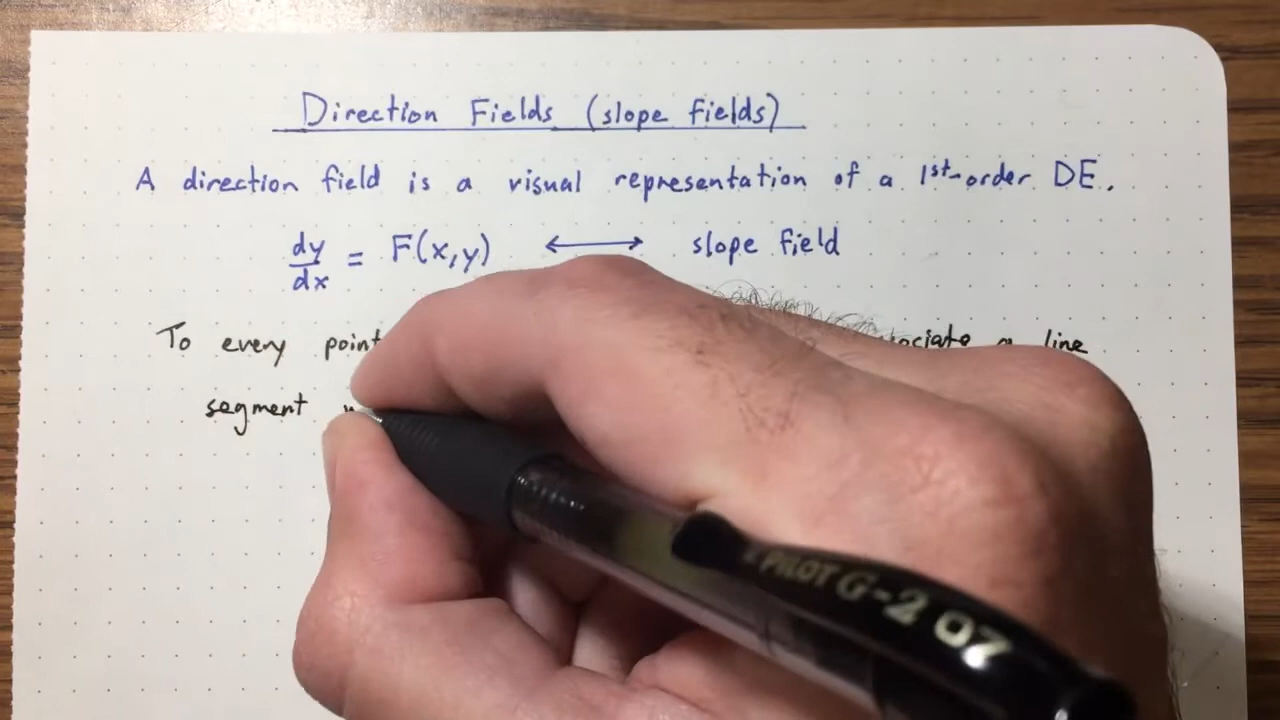 Direction Fields (slope fields)
A direction field is a visual representation of a 1st-order DE.
dy/dx = F(x,y) ⟷ slope field
To every point a line
segment
PILOT G-2 07